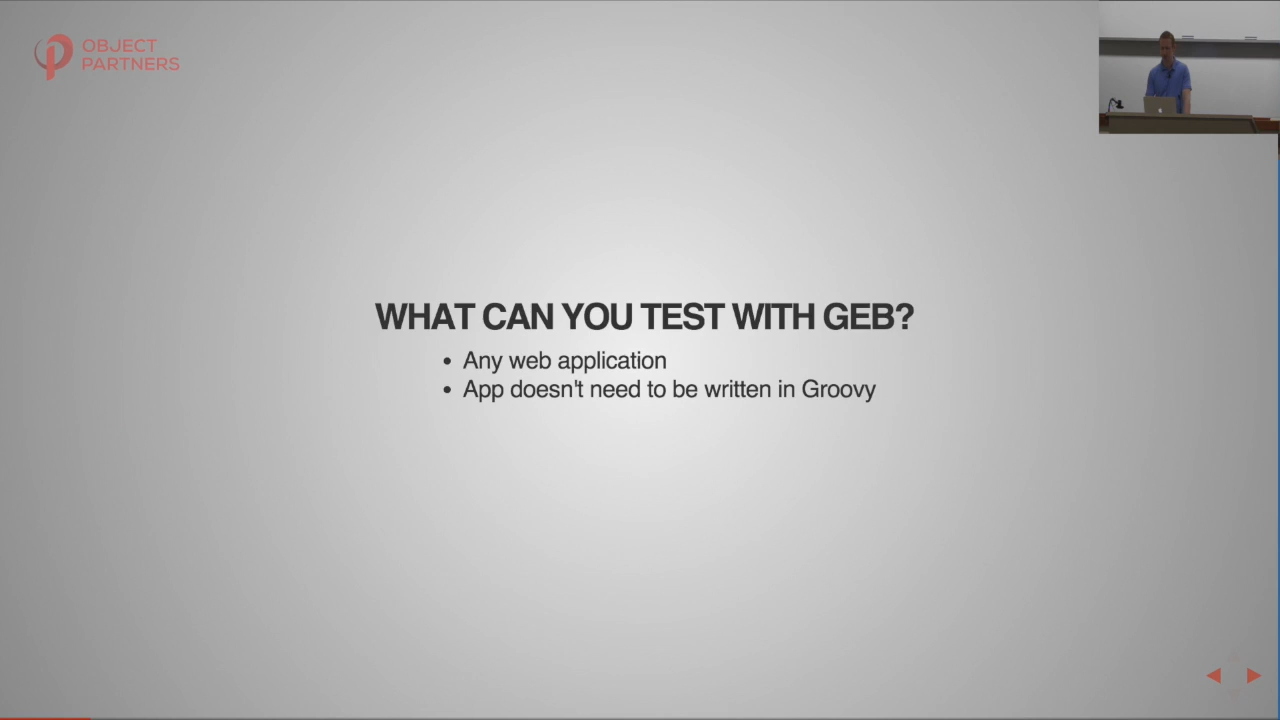 OBJECT
PARTNERS
WHAT CAN YOU TEST WITH GEB?
• Any web application
• App doesn't need to be written in Groovy